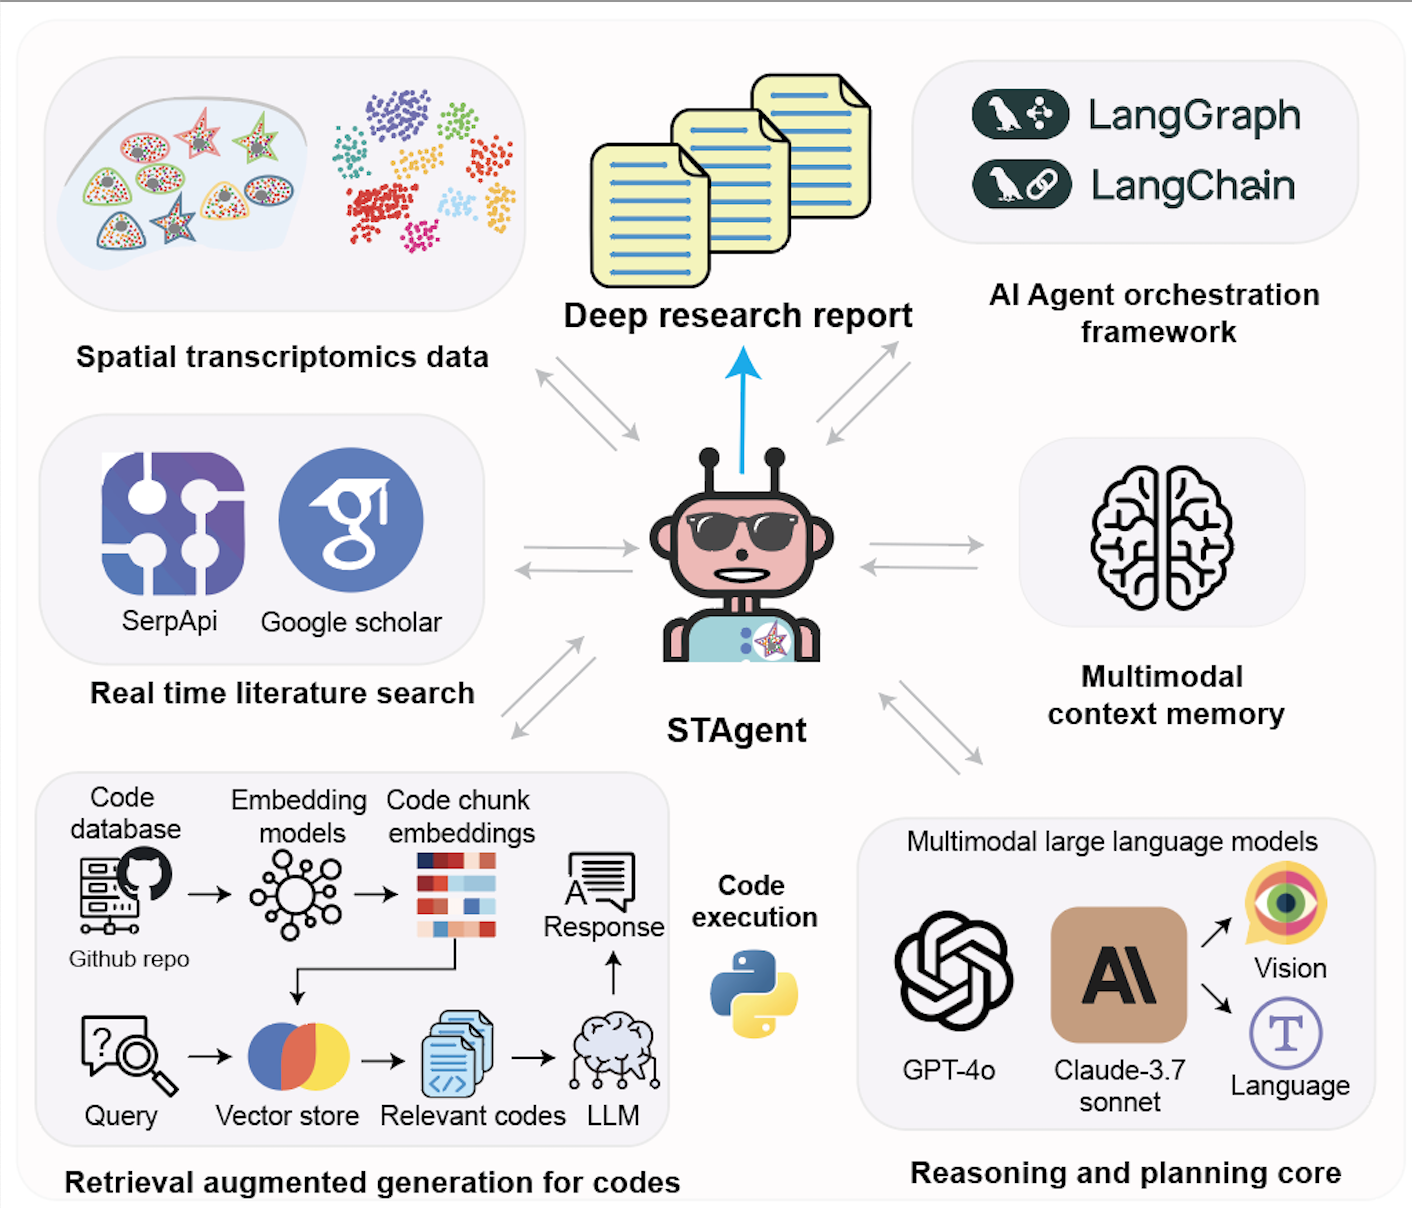 LangGraph
LangChain
Deep research report
AI Agent orchestration
framework
Spatial transcriptomics data
SerpApi
Google scholar
Real time literature search
STAgent
Multimodal
context memory
Code
database
Embedding
models
Code chunk
embeddings
A
Response
Github repo
?
Query
Vector store
</>
Relevant codes
LLM
Retrieval augmented generation for codes
Code
execution
Multimodal large language models
GPT-4o
A\
Claude-3.7
sonnet
Vision
T
Language
Reasoning and planning core